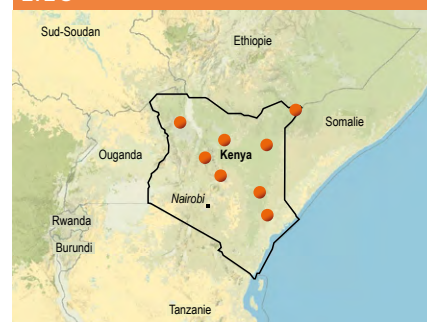 Sud-Soudan
Ethiopie
Somalie
Ouganda
Kenya
Nairobi
Rwanda
Burundi
Tanzanie